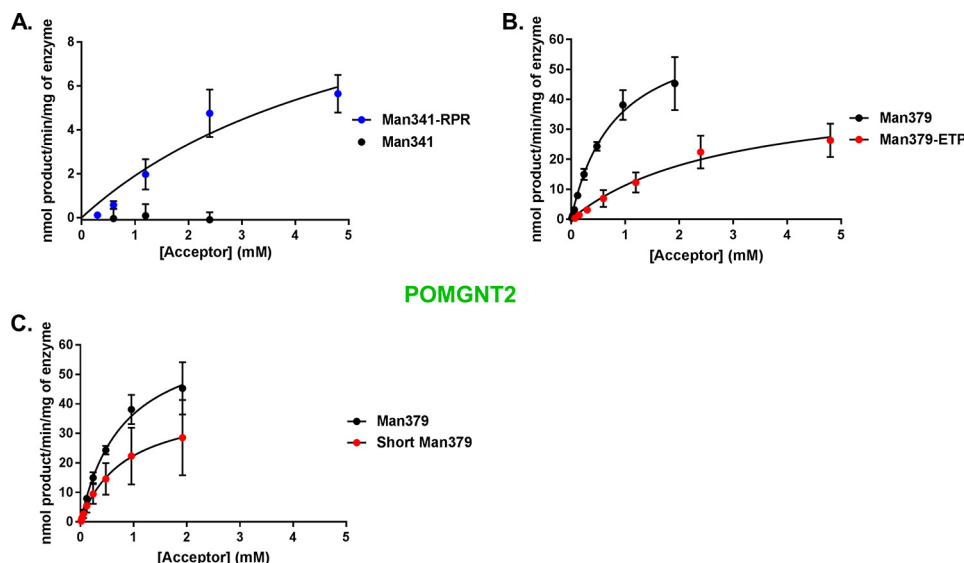 A.
nmol product/min/mg of enzyme
8
6
4
2
0
0
1
2
3
4
5
[Acceptor] (mM)
Man341-RPR
Man341
B.
nmol product/min/mg of enzyme
60
50
40
30
20
10
0
0
1
2
3
4
5
[Acceptor] (mM)
Man379
Man379-ETP
POMGNT2
C.
nmol product/min/mg of enzyme
60
50
40
30
20
10
0
0
1
2
3
4
5
[Acceptor] (mM)
Man379
Short Man379